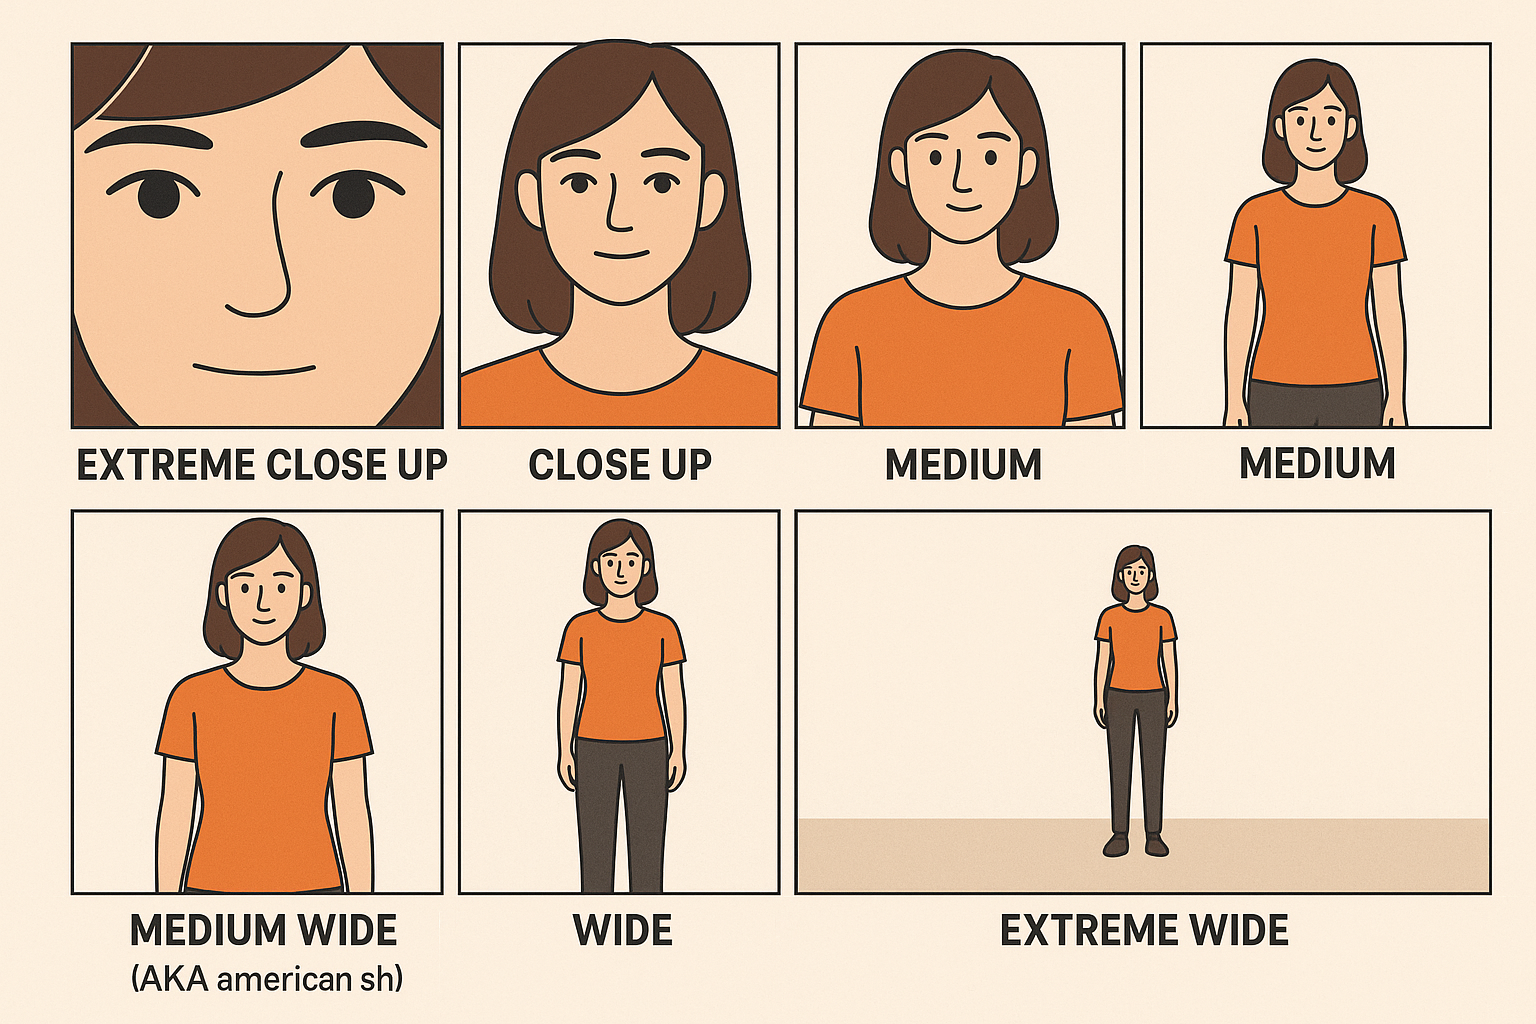 EXTREME CLOSE UP
CLOSE UP
MEDIUM
MEDIUM
MEDIUM WIDE
(AKA american sh)
WIDE
EXTREME WIDE